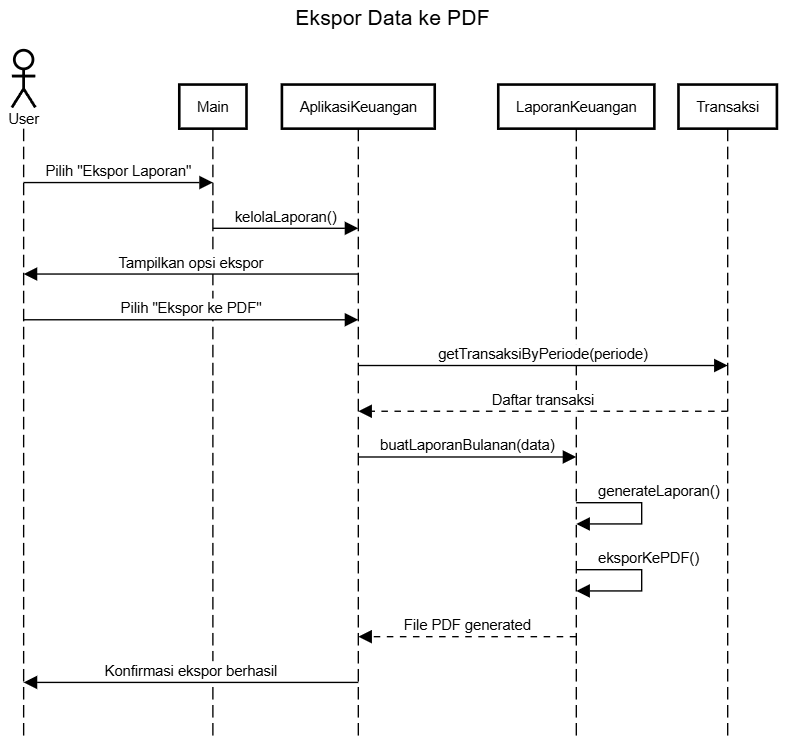 Ekspor Data ke PDF
User
Main
AplikasiKeuangan
LaporanKeuangan
Transaksi
Pilih "Ekspor Laporan"
kelolaLaporan()
Tampilkan opsi ekspor
Pilih "Ekspor ke PDF"
getTransaksiByPeriode(periode)
Daftar transaksi
buatLaporanBulanan(data)
generateLaporan()
eksporKePDF()
File PDF generated
Konfirmasi ekspor berhasil